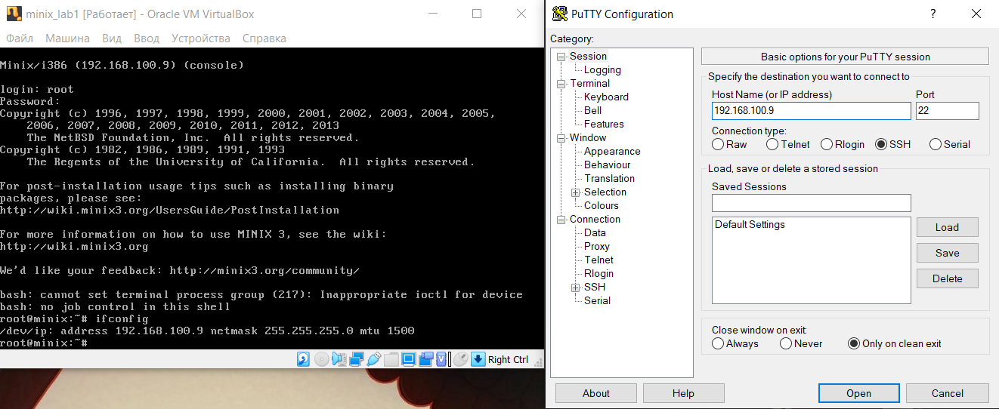 minix_lab1 [Работает] - Oracle VM VirtualBox
Файл Машина Вид Ввод Устройства Справка
Minix/i386 (192.168.100.9) (console)
login: root
Password:
Copyright (c) 1996, 1997, 1998, 1999, 2000, 2001, 2002, 2003, 2004, 2005,
2006, 2007, 2008, 2009, 2010, 2011, 2012, 2013
The NetBSD Foundation, Inc.  All rights reserved.
Copyright (c) 1982, 1986, 1989, 1991, 1993
The Regents of the University of California.  All rights reserved.
For post-installation usage tips such as installing binary
packages, please see:
http://wiki.minix3.org/UsersGuide/PostInstallation
For more information on how to use MINIX 3, see the wiki:
http://wiki.minix3.org
We'd like your feedback: http://minix3.org/community/
bash: cannot set terminal process group (217): Inappropriate ioctl for device
bash: no job control in this shell
root@minix:~# ifconfig
/dev/ip: address 192.168.100.9 netmask 255.255.255.0 mtu 1500
root@minix:~#
Right Ctrl
PuTTY Configuration
Category:
Session
Logging
Terminal
Keyboard
Bell
Features
Window
Appearance
Behaviour
Translation
Selection
Colours
Connection
Data
Proxy
Telnet
Rlogin
SSH
Serial
Basic options for your PuTTY session
Specify the destination you want to connect to
Host Name (or IP address) Port
192.168.100.9 22
Connection type:
Raw Telnet Rlogin SSH Serial
Load, save or delete a stored session
Saved Sessions
Default Settings
Load
Save
Delete
Close window on exit:
Always Never Only on clean exit
About Help Open Cancel